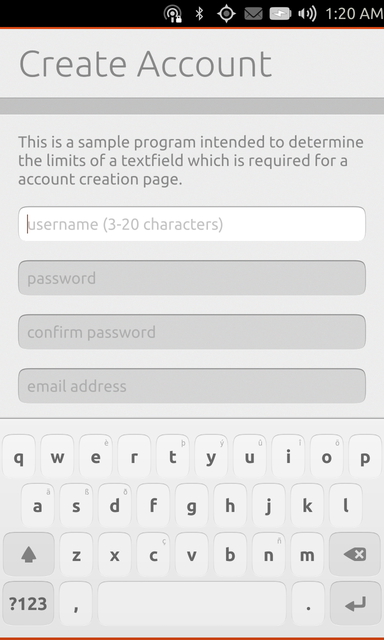 1:20 AM
Create Account
This is a sample program intended to determine
the limits of a textfield which is required for a
account creation page.
username (3-20 characters)
password
confirm password
email address
q w e è r t þ y ý u û i î o ô p
a ä s ß d ð f g h j k l
z x c ç v b n ñ m
?123 , .